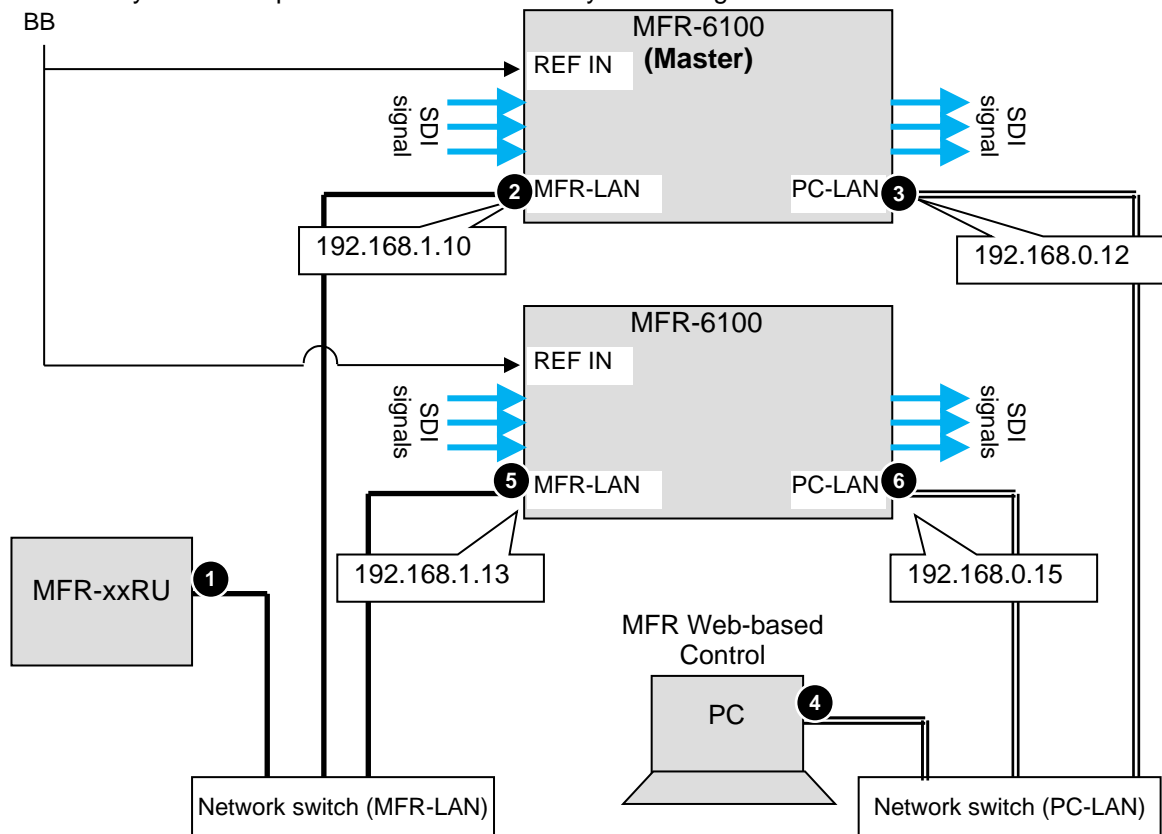 BB
MFR-6100
(Master)
REF IN
SDI
signal
SDI
signal
2
MFR-LAN
PC-LAN
3
192.168.1.10
192.168.0.12
MFR-6100
REF IN
SDI
signals
SDI
signals
5
MFR-LAN
PC-LAN
6
192.168.1.13
192.168.0.15
MFR-xxRU
1
MFR Web-based
Control
PC
4
Network switch (MFR-LAN)
Network switch (PC-LAN)